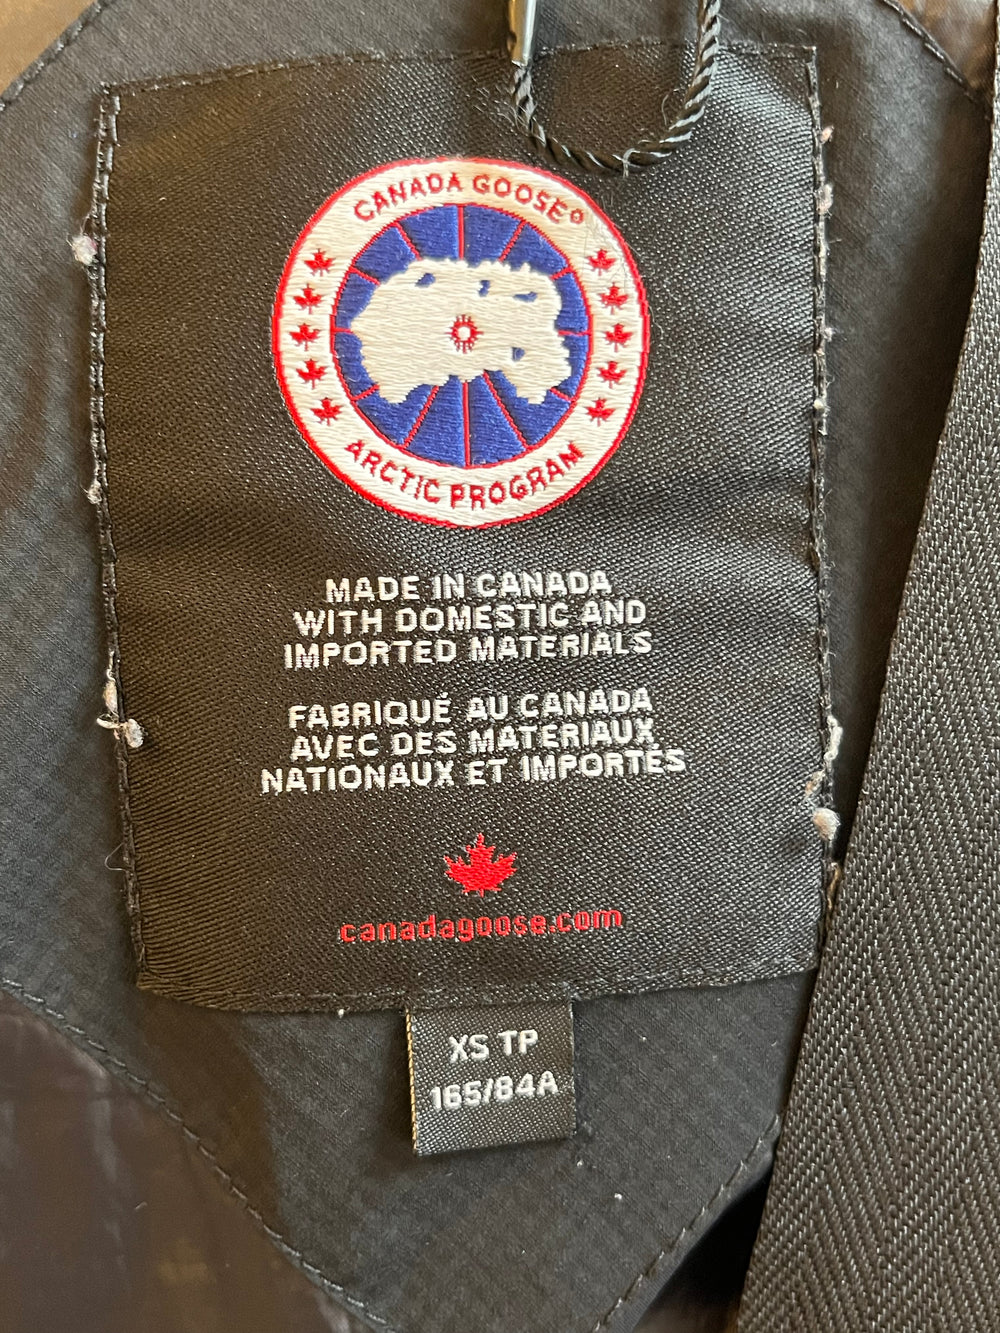 CANADA GOOSE®
ARCTIC PROGRAM
MADE IN CANADA
WITH DOMESTIC AND
IMPORTED MATERIALS
FABRIQUÉ AU CANADA
AVEC DES MATERIAUX
NATIONAUX ET IMPORTÉS
canadagoose.com
XS TP
165/84A